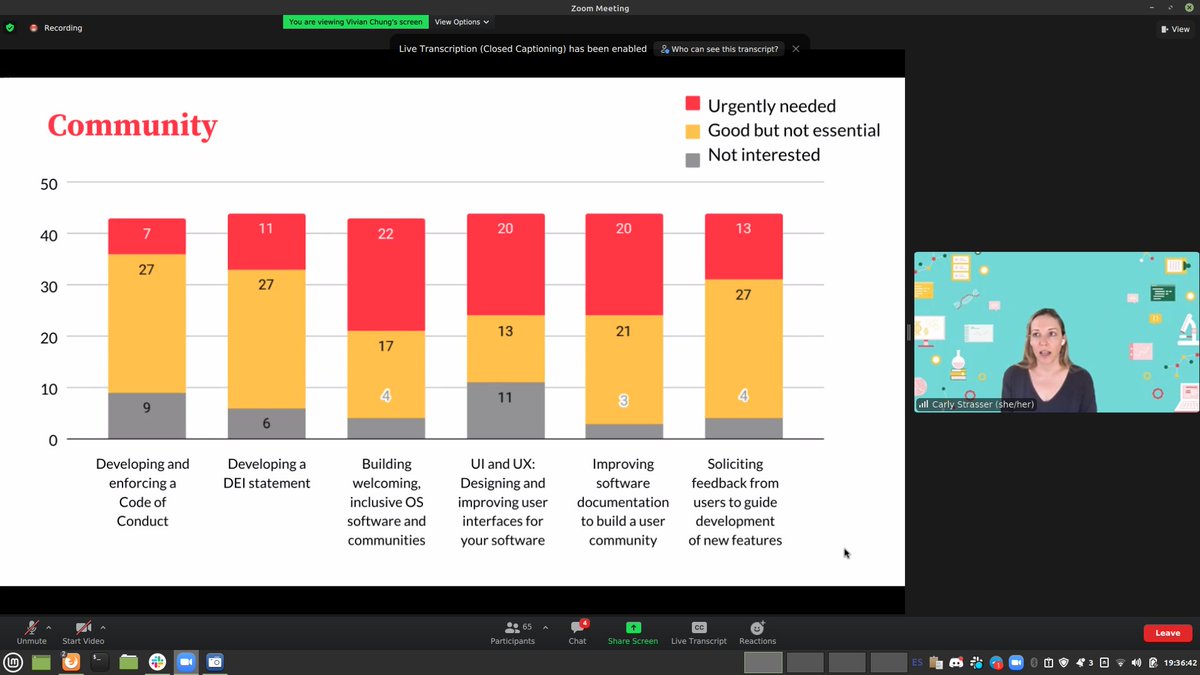 Zoom Meeting
Recording
You are viewing Vivian Chung's screen
View Options
View
Live Transcription (Closed Captioning) has been enabled
Who can see this transcript?
Community
Urgently needed
Good but not essential
Not interested
50
40
30
20
10
0
7
27
9
11
27
6
22
17
4
20
13
11
20
21
3
13
27
4
Developing and
enforcing a
Code of
Conduct
Developing a
DEI statement
Building
welcoming,
inclusive OS
software and
communities
UI and UX:
Designing and
improving user
interfaces for
your software
Improving
software
documentation
to build a user
community
Soliciting
feedback from
users to guide
development
of new features
Carly Strasser (she/her)
Unmute
Start Video
65
Participants
4
Chat
Share Screen
CC
Live Transcript
Reactions
Leave
2
ES
3
19:36:42